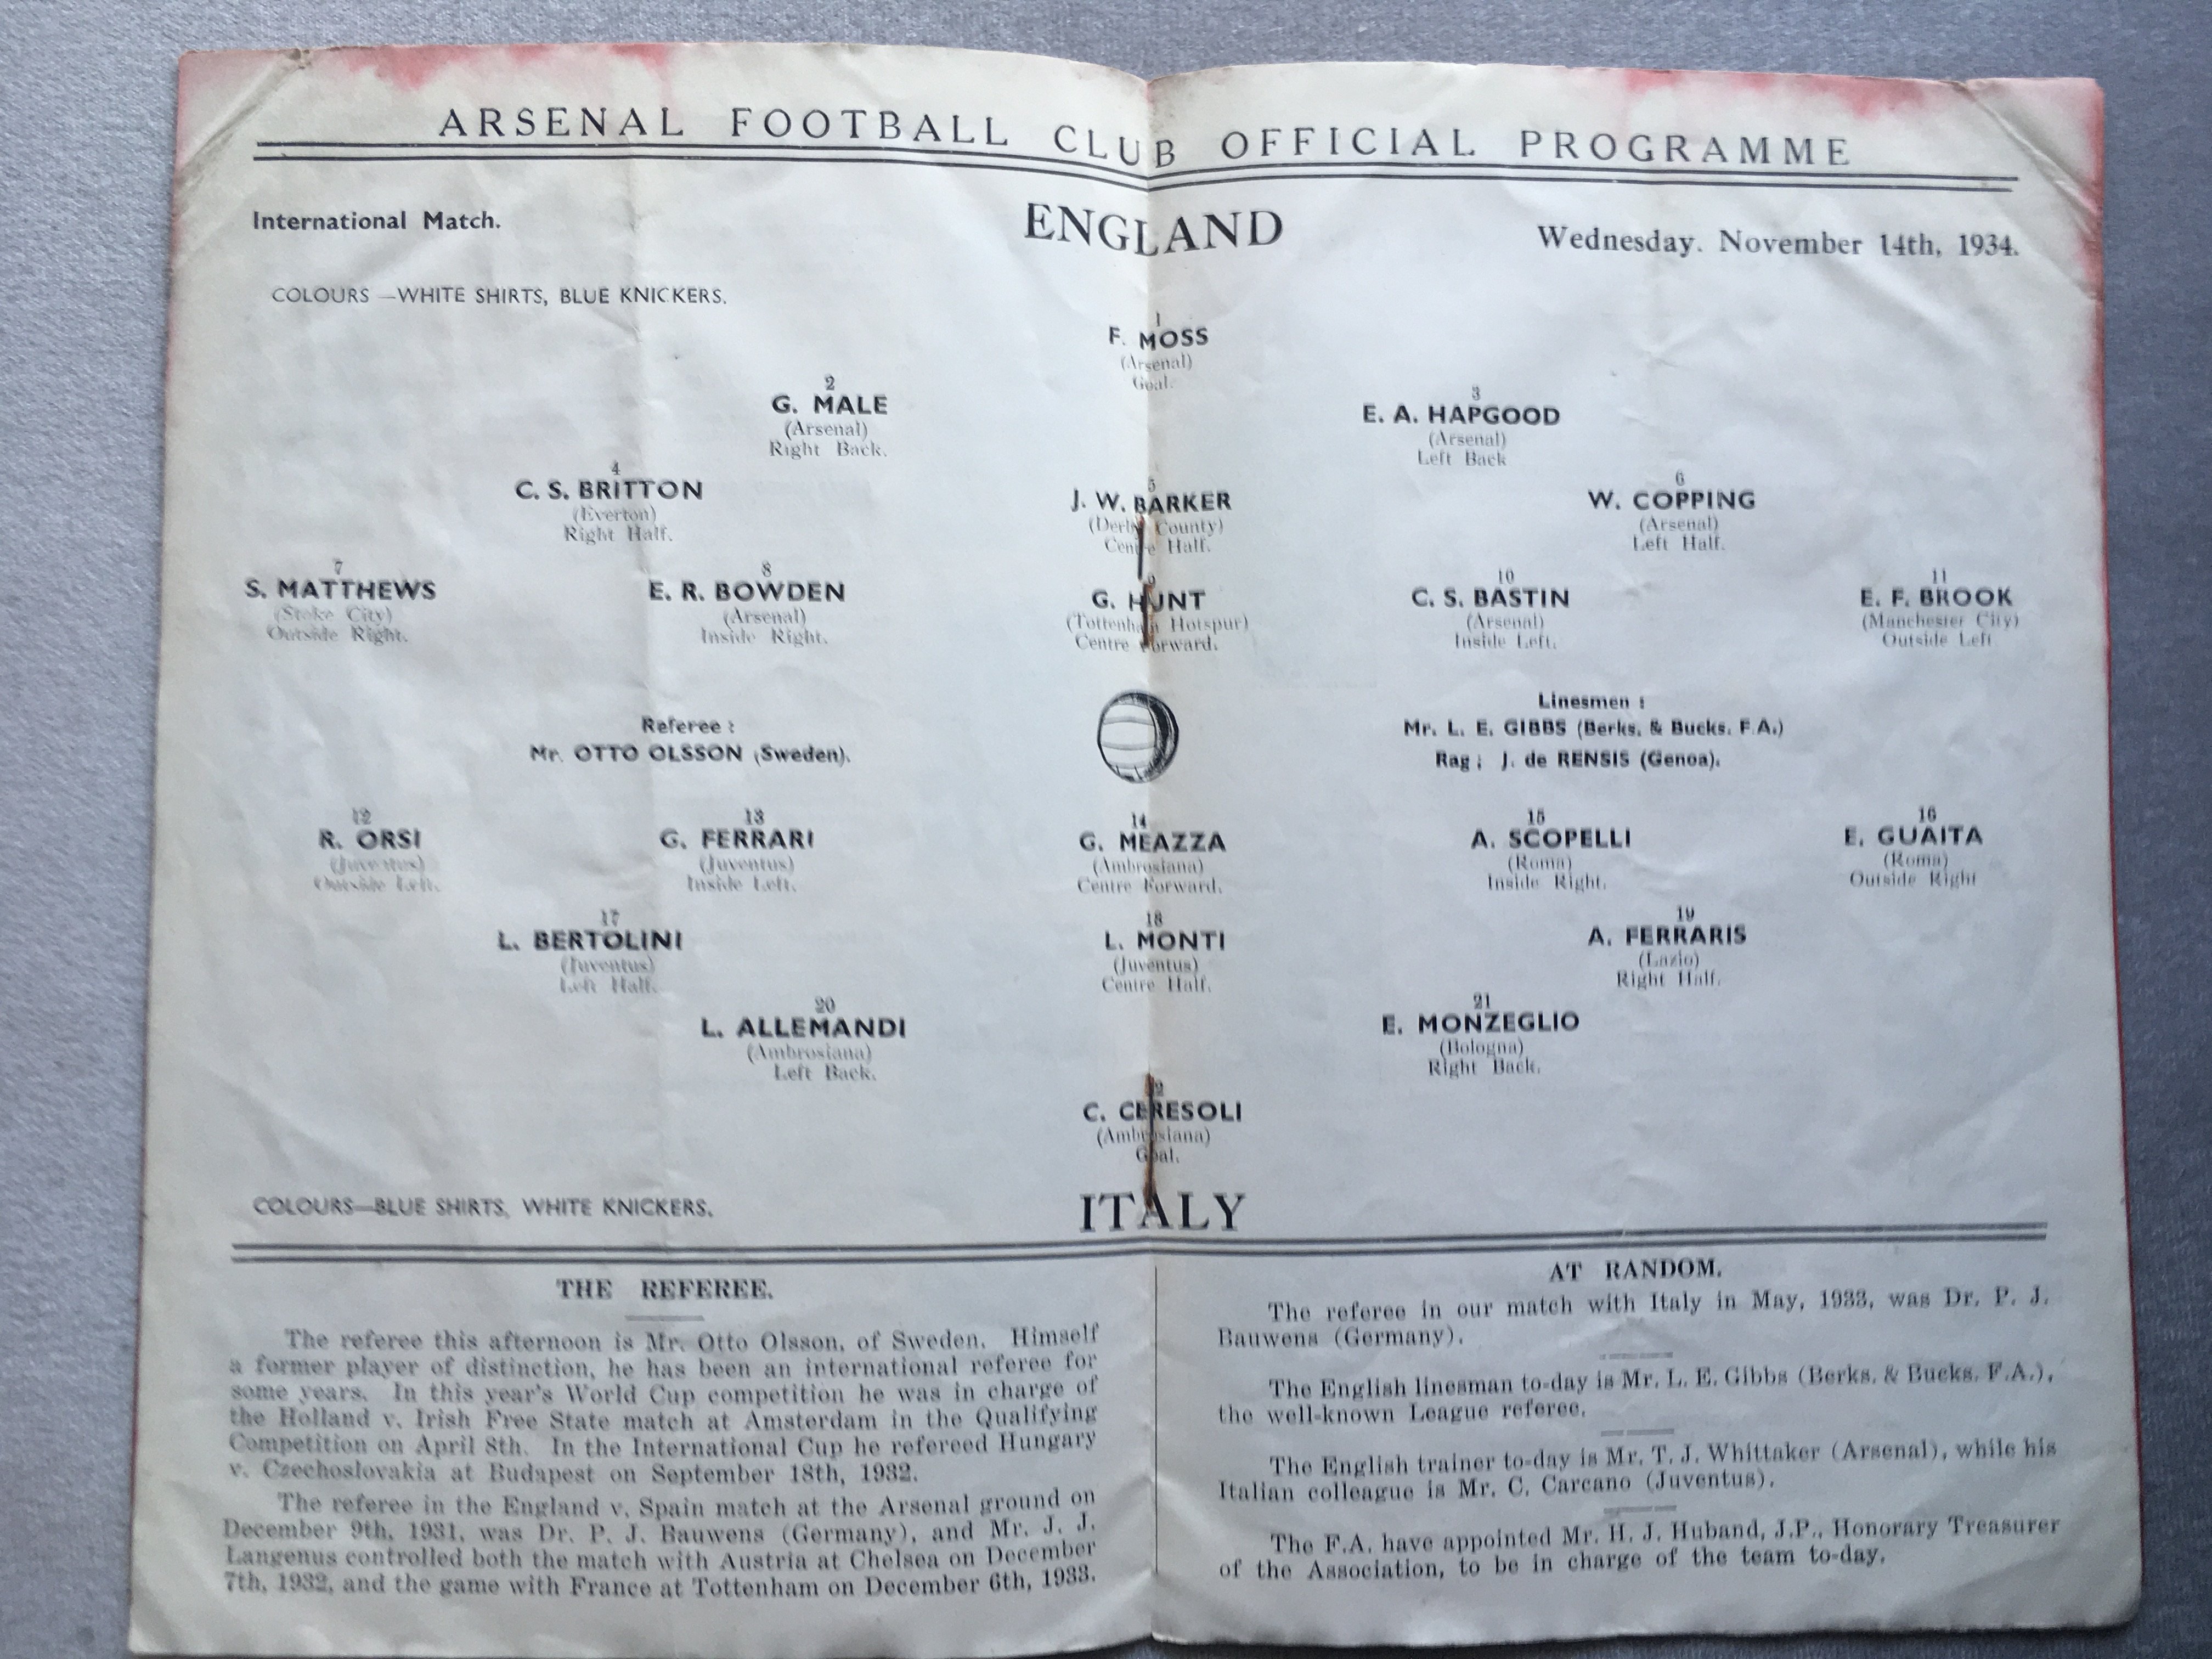 ARSENAL FOOTBALL CLUB OFFICIAL PROGRAMME
International Match.
ENGLAND
Wednesday. November 14th, 1934.
COLOURS —WHITE SHIRTS, BLUE KNICKERS.
1
F. MOSS
(Arsenal)
Goal.
2
G. MALE
(Arsenal)
Right Back.
3
E. A. HAPGOOD
(Arsenal)
Left Back
4
C. S. BRITTON
(Everton)
Right Half.
5
J. W. BARKER
(Derby County)
Centre Half.
6
W. COPPING
(Arsenal)
Left Half.
7
S. MATTHEWS
(Stoke City)
Outside Right.
8
E. R. BOWDEN
(Arsenal)
Inside Right.
9
G. HUNT
(Tottenham Hotspur)
Centre Forward.
10
C. S. BASTIN
(Arsenal)
Inside Left.
11
E. F. BROOK
(Manchester City)
Outside Left
Referee :
Mr. OTTO OLSSON (Sweden).
Linesmen :
Mr. L. E. GIBBS (Berks. & Bucks. F.A.)
Rag : J. de RENSIS (Genoa).
12
R. ORSI
(Juventus)
Outside Left.
13
G. FERRARI
(Juventus)
Inside Left.
14
G. MEAZZA
(Ambrosiana)
Centre Forward.
15
A. SCOPELLI
(Roma)
Inside Right.
16
E. GUAITA
(Roma)
Outside Right
17
L. BERTOLINI
(Juventus)
Left Half.
18
L. MONTI
(Juventus)
Centre Half.
19
A. FERRARIS
(Lazio)
Right Half.
20
L. ALLEMANDI
(Ambrosiana)
Left Back.
21
E. MONZEGLIO
(Bologna)
Right Back.
22
C. CERESOLI
(Ambrosiana)
Goal.
COLOURS—BLUE SHIRTS, WHITE KNICKERS.
ITALY
THE REFEREE.
The referee this afternoon is Mr. Otto Olsson, of Sweden. Himself
a former player of distinction, he has been an international referee for
some years. In this year's World Cup competition he was in charge of
the Holland v. Irish Free State match at Amsterdam in the Qualifying
Competition on April 8th. In the International Cup he refereed Hungary
v. Czechoslovakia at Budapest on September 18th, 1932.
The referee in the England v. Spain match at the Arsenal ground on
December 9th, 1931, was Dr. P. J. Bauwens (Germany), and Mr. J. J.
Langenus controlled both the match with Austria at Chelsea on December
7th, 1932, and the game with France at Tottenham on December 6th, 1933.
AT RANDOM.
The referee in our match with Italy in May, 1933, was Dr. P. J.
Bauwens (Germany).
The English linesman to-day is Mr. L. E. Gibbs (Berks. & Bucks. F.A.),
the well-known League referee.
The English trainer to-day is Mr. T. J. Whittaker (Arsenal), while his
Italian colleague is Mr. C. Carcano (Juventus).
The F.A. have appointed Mr. H. J. Huband, J.P., Honorary Treasurer
of the Association, to be in charge of the team to-day.